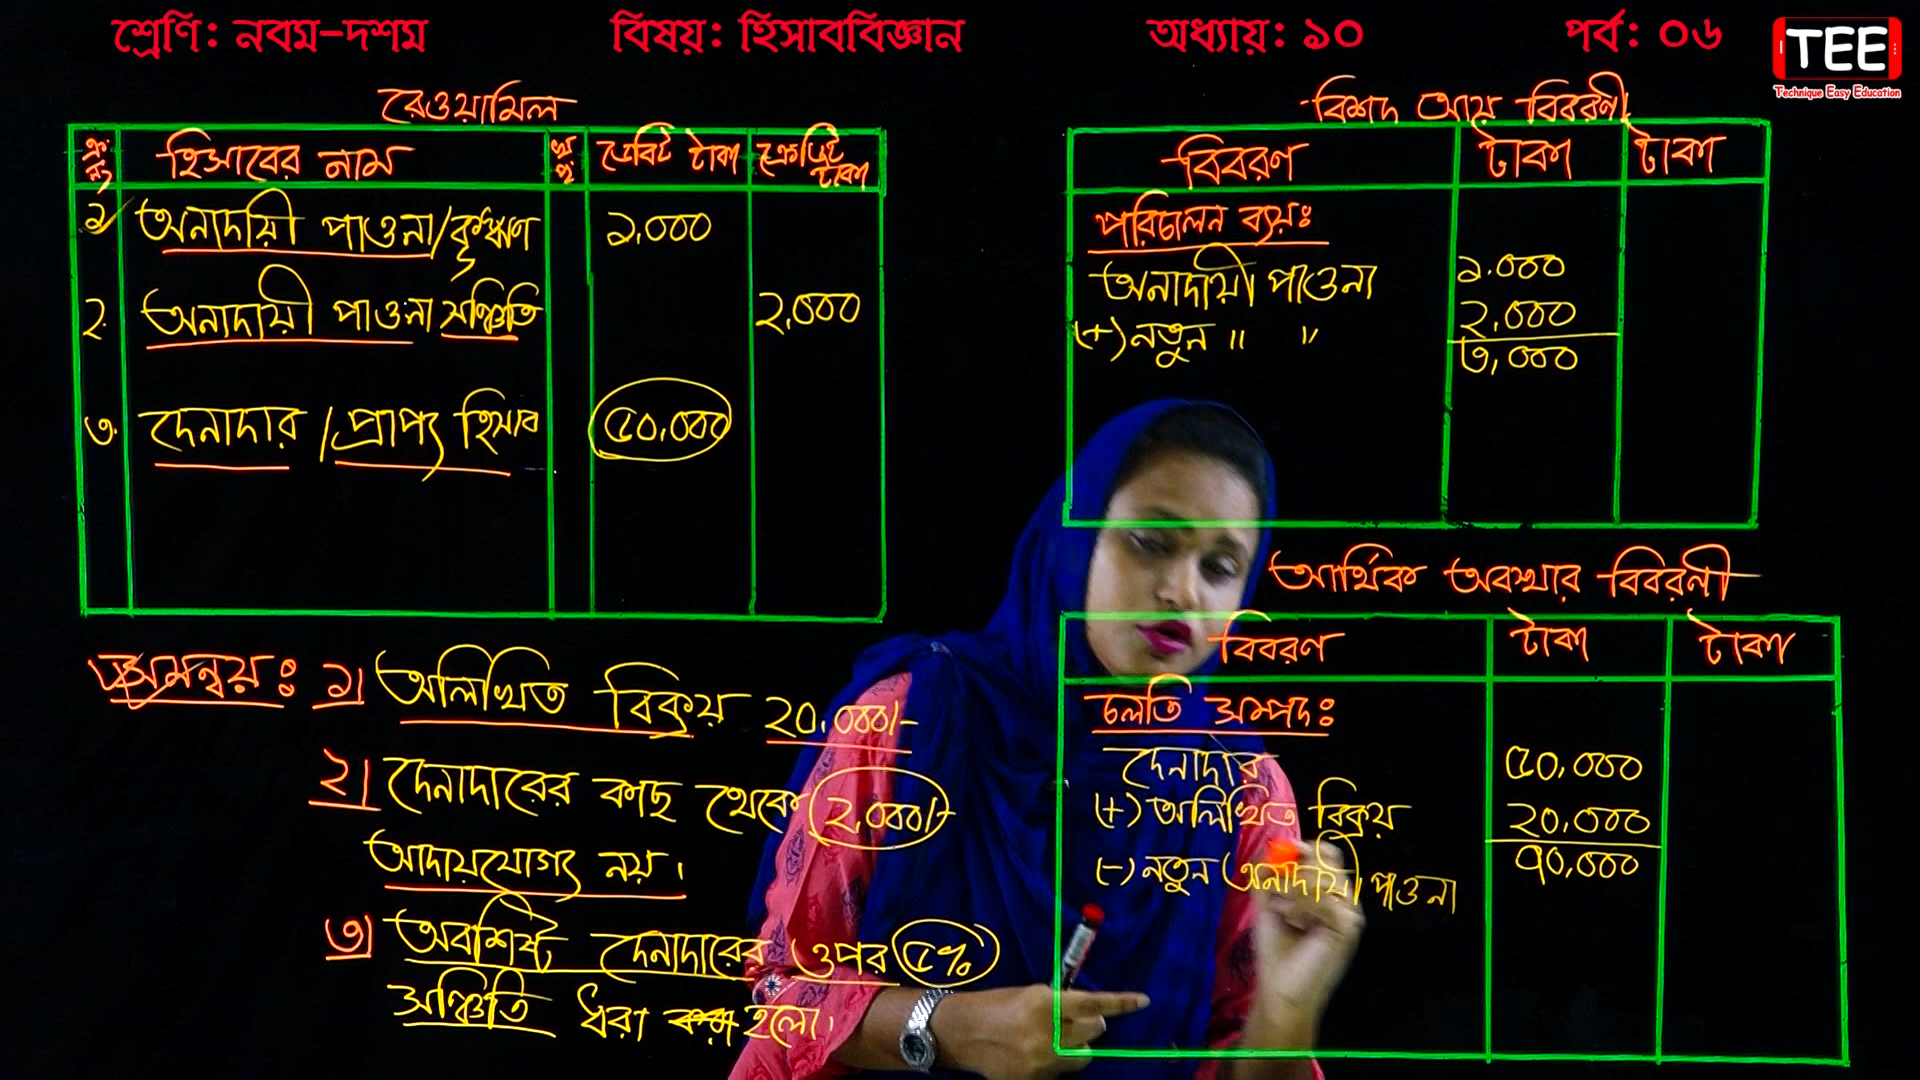 শ্রেণি: নবম-দশম বিষয়: হিসাববিজ্ঞান অধ্যায়: ১০ পর্ব: ০৬
TEE
Technique Easy Education
রেওয়ামিল
ক্র: নং হিসাবের নাম খ: পৃ: ডেবিট টাকা ক্রেডিট টাকা
১ অনাদায়ী পাওনা/কুঋণ ১,০০০
২. অনাদায়ী পাওনা সঞ্চিতি ২,০০০
৩. দেনাদার /প্রাপ্য হিসাব ৫০,০০০
সমন্বয়ঃ ১। অলিখিত বিক্রয় ২০,০০০/-
২। দেনাদারের কাছ থেকে ২,০০০/-
আদায়যোগ্য নয়।
৩। অবশিষ্ট দেনাদারের ওপর ৫%
সঞ্চিতি ধরা হলো।
বিশদ আয় বিবরণী
বিবরণ টাকা টাকা
পরিচালন ব্যয়ঃ
অনাদায়ী পাওনা ১.০০০
(+) নতুন " " ২,০০০
৩,০০০
আর্থিক অবস্থার বিবরণী
বিবরণ টাকা টাকা
চলতি সম্পদঃ
দেনাদার ৫০,০০০
(+) অলিখিত বিক্রয় ২০,০০০
৭০,০০০
(-) নতুন অনাদায়ী পাওনা